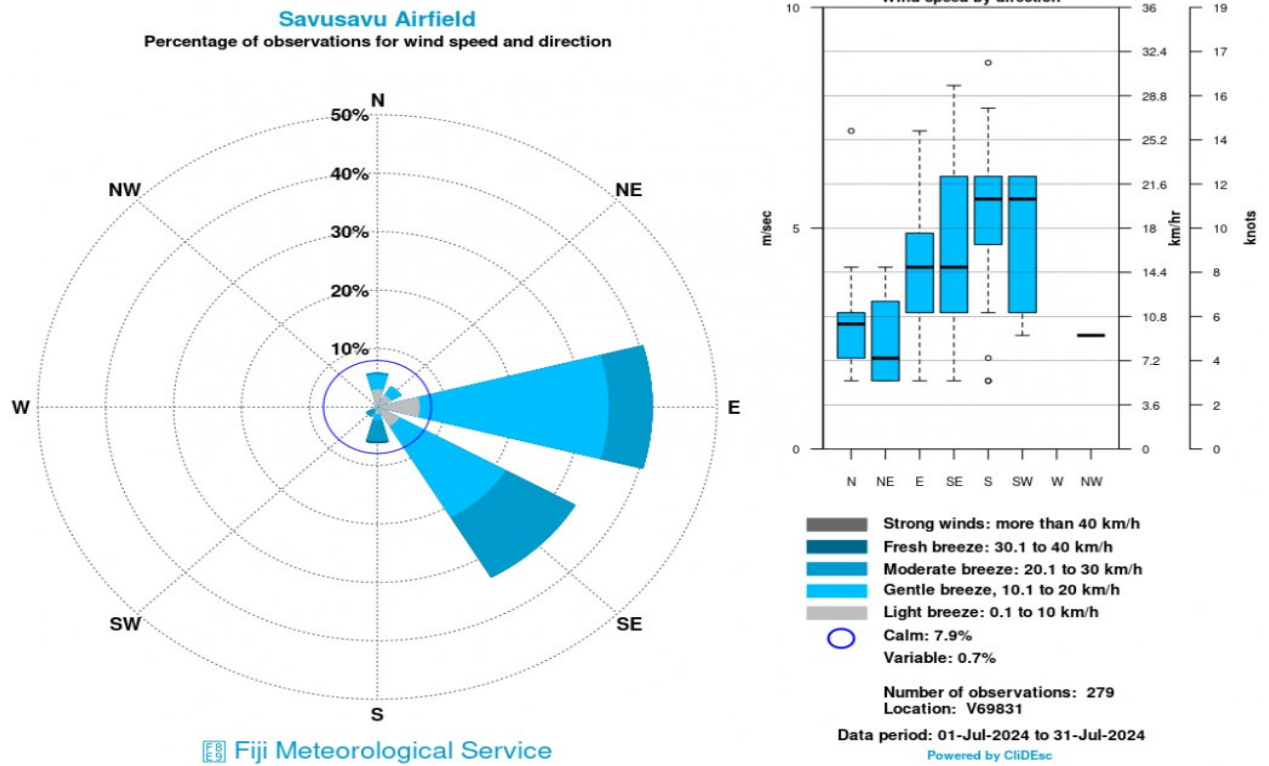 Savusavu Airfield
Percentage of observations for wind speed and direction
N
50%
40%
30%
20%
10%
NW
NE
W
E
SW
SE
S
Fiji Meteorological Service
Wind speed by direction
10
5
0
m/sec
36
32.4
28.8
25.2
21.6
18
14.4
10.8
7.2
3.6
0
km/hr
19
17
16
14
12
10
8
6
4
2
0
knots
N NE E SE S SW W NW
Strong winds: more than 40 km/h
Fresh breeze: 30.1 to 40 km/h
Moderate breeze: 20.1 to 30 km/h
Gentle breeze, 10.1 to 20 km/h
Light breeze: 0.1 to 10 km/h
Calm: 7.9%
Variable: 0.7%
Number of observations: 279
Location: V69831
Data period: 01-Jul-2024 to 31-Jul-2024
Powered by CliDEsc